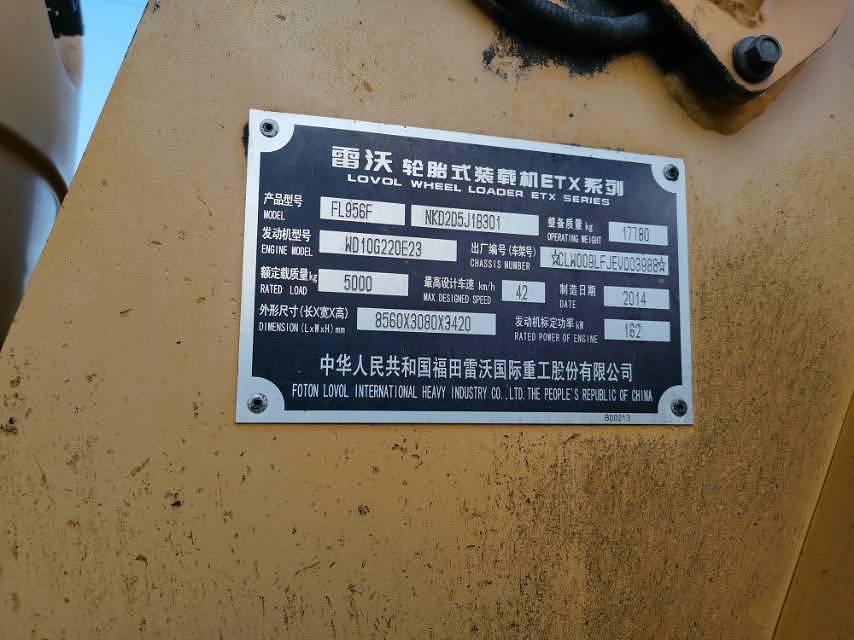 雷沃 轮胎式装载机ETX系列
LOVOL WHEEL LOADER ETX SERIES
产品型号 FL956F NKD2D5J1B301 整备质量 kg 17780
MODEL OPERATING WEIGHT
发动机型号 WD10G220E23 出厂编号(车架号) ☆CLW009LFJEVD03988☆
ENGINE MODEL CHASSIS NUMBER
额定载质量kg 5000 最高设计车速 km/h 42 制造日期 2014
RATED LOAD MAX DESIGNED SPEED DATE
外形尺寸(长X宽X高) 8560X3080X3420 发动机标定功率kW 162
DIMENSION (LxWxH) mm RATED POWER OF ENGINE
中华人民共和国福田雷沃国际重工股份有限公司
FOTON LOVOL INTERNATIONAL HEAVY INDUSTRY CO.,LTD.THE PEOPLE'S REPUBLIC OF CHINA
B00213